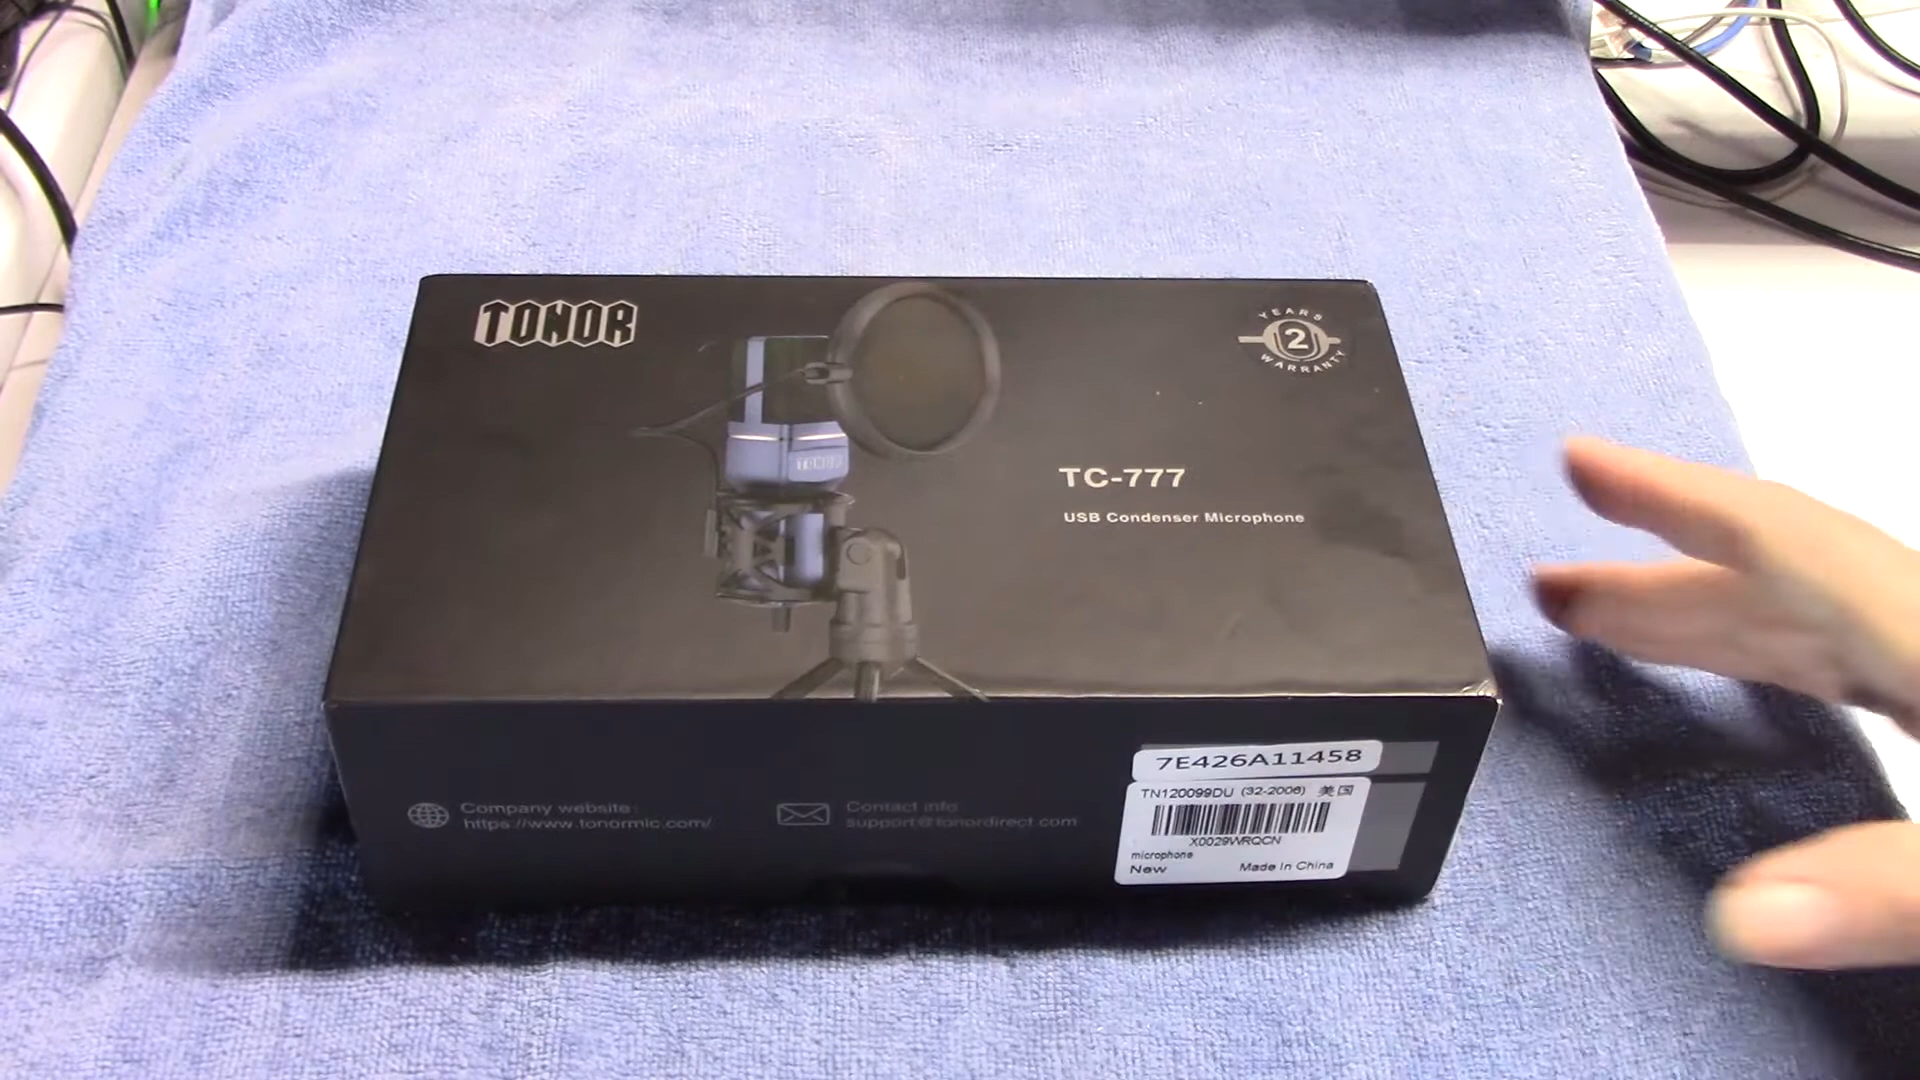 TONOR
YEARS
2
WARRANTY
TONOR
TC-777
USB Condenser Microphone
7E426A11458
TN120099DU (32-2006) 美国
X0029WRQCN
microphone
New Made In China
Company website:
https://www.tonormic.com/
Contact info
support@tonordirect.com